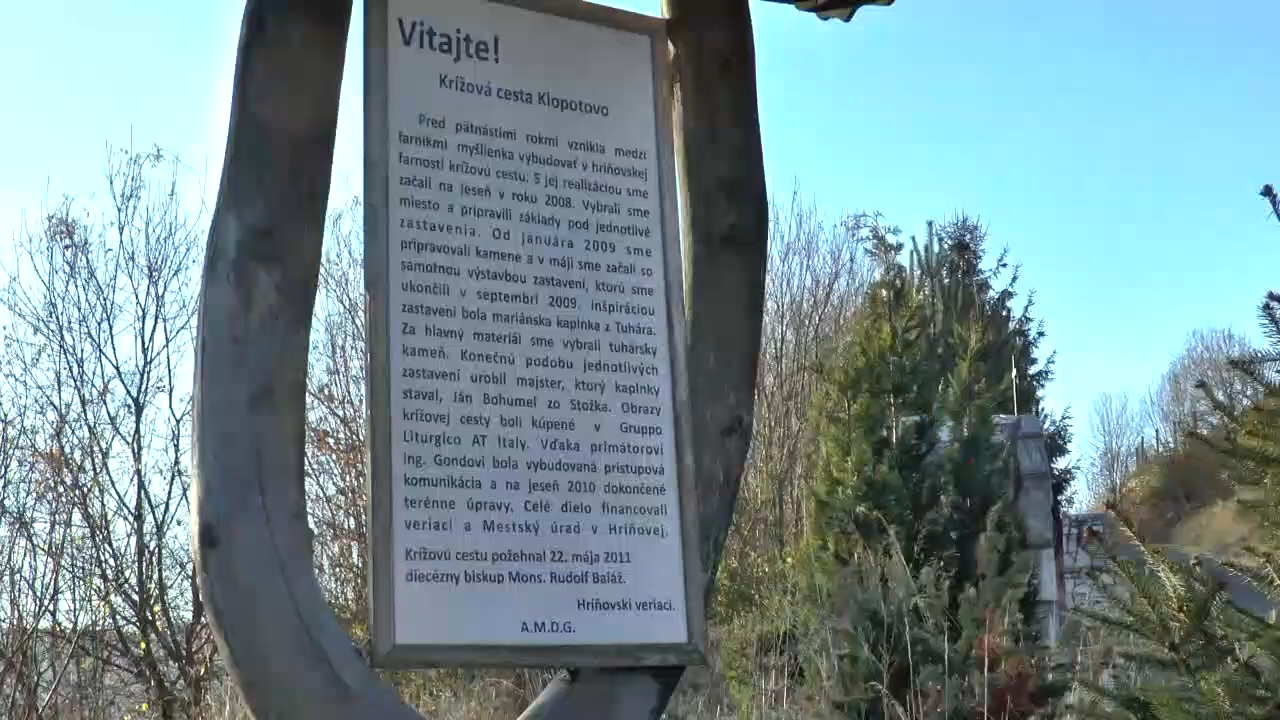 Vitajte!
Krížová cesta Klopotovo
Pred pätnástimi rokmi vznikla medzi
farníkmi myšlienka vybudovať v hriňovskej
farnosti krížovú cestu. S jej realizáciou sme
začali na jeseň v roku 2008. Vybrali sme
miesto a pripravili základy pod jednotlivé
zastavenia. Od januára 2009 sme
pripravovali kamene a v máji sme začali so
samotnou výstavbou zastavení, ktorú sme
ukončili v septembri 2009. Inšpiráciou
zastavení bola mariánska kaplnka z Tuhára.
Za hlavný materiál sme vybrali tuhársky
kameň. Konečnú podobu jednotlivých
zastavení urobil majster, ktorý kaplnky
staval, Ján Bohumel zo Stožka. Obrazy
krížovej cesty boli kúpené v Gruppo
Liturgico AT Italy. Vďaka primátorovi
Ing. Gondovi bola vybudovaná prístupová
komunikácia a na jeseň 2010 dokončené
terénne úpravy. Celé dielo financovali
veriaci a Mestský úrad v Hriňovej.
Krížovú cestu požehnal 22. mája 2011
diecézny biskup Mons. Rudolf Baláž.
Hriňovskí veriaci.
A.M.D.G.